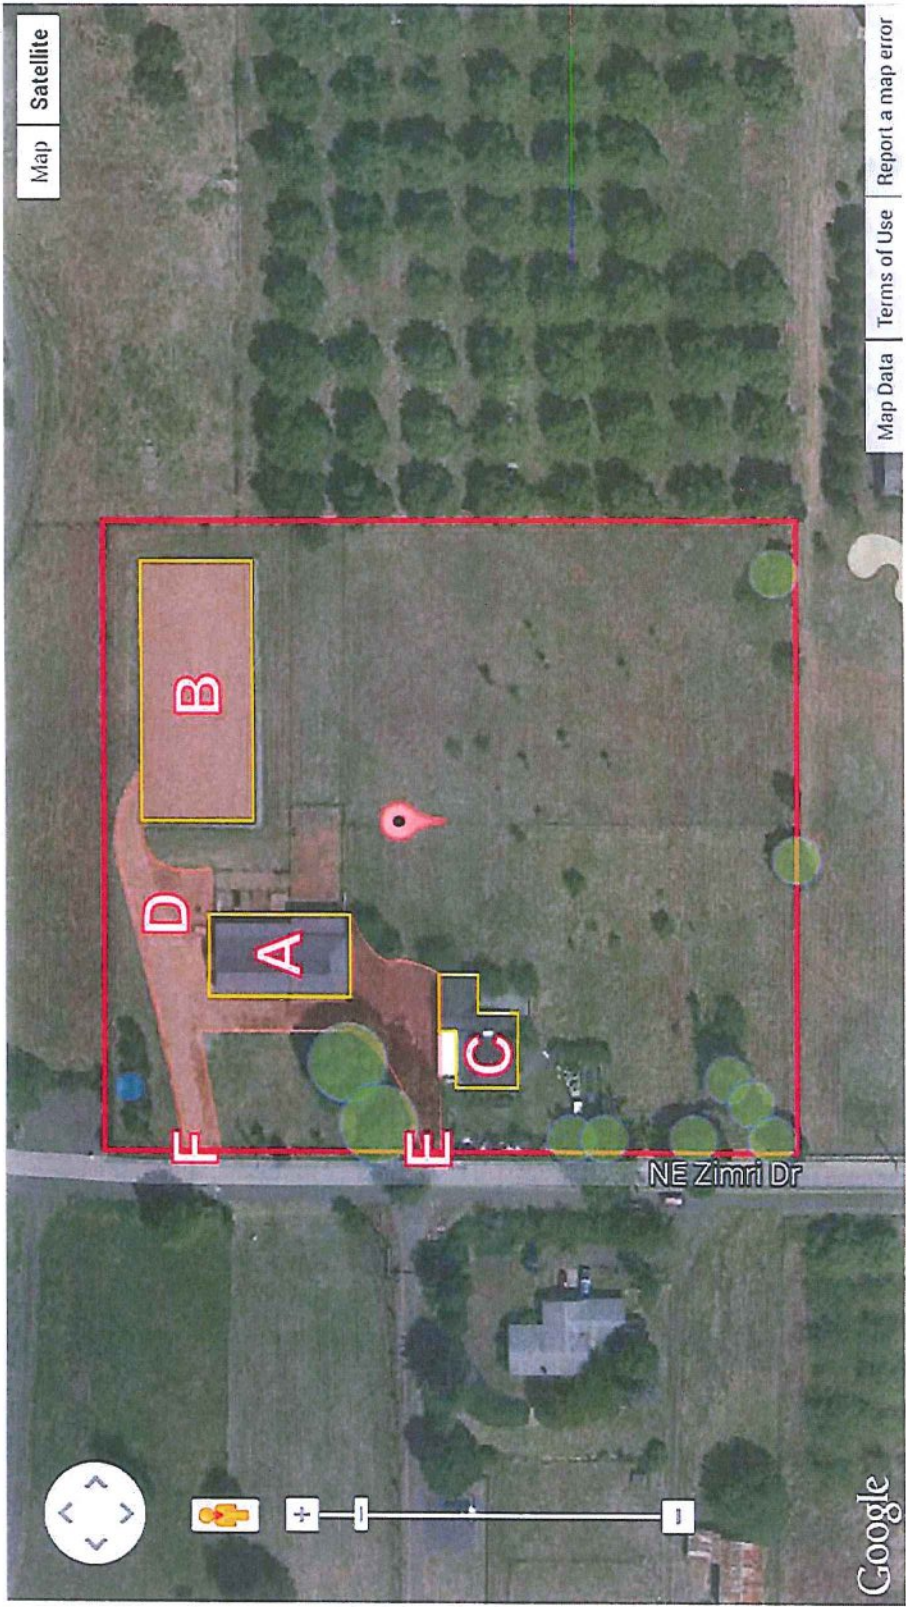 Map
Satellite
B
D
A
C
F
E
NE Zimri Dr
Google
Map Data
Terms of Use
Report a map error